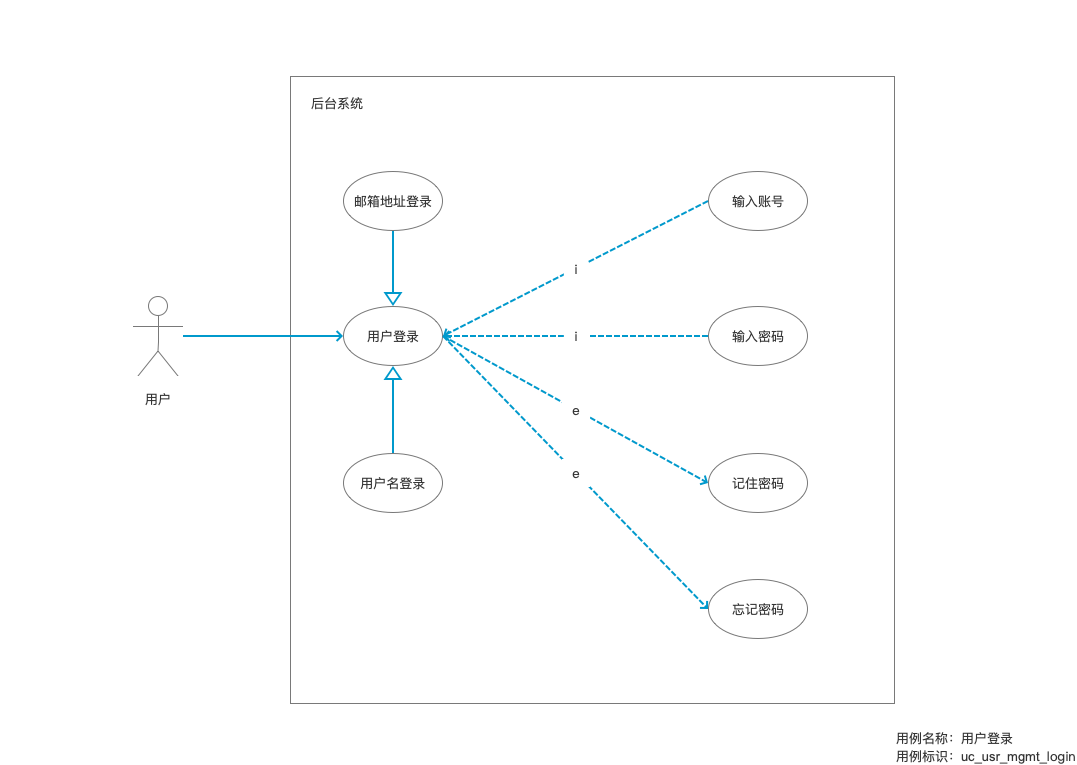 后台系统
邮箱地址登录
输入账号
i
用户登录
i
输入密码
用户
e
e
用户名登录
记住密码
忘记密码
用例名称：用户登录
用例标识：uc_usr_mgmt_login